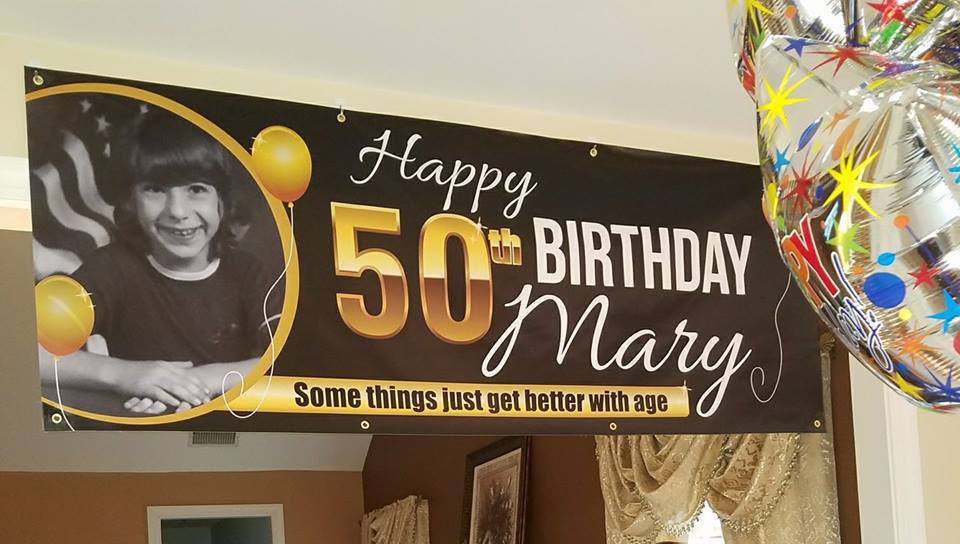 Happy
50th BIRTHDAY
Mary
Some things just get better with age